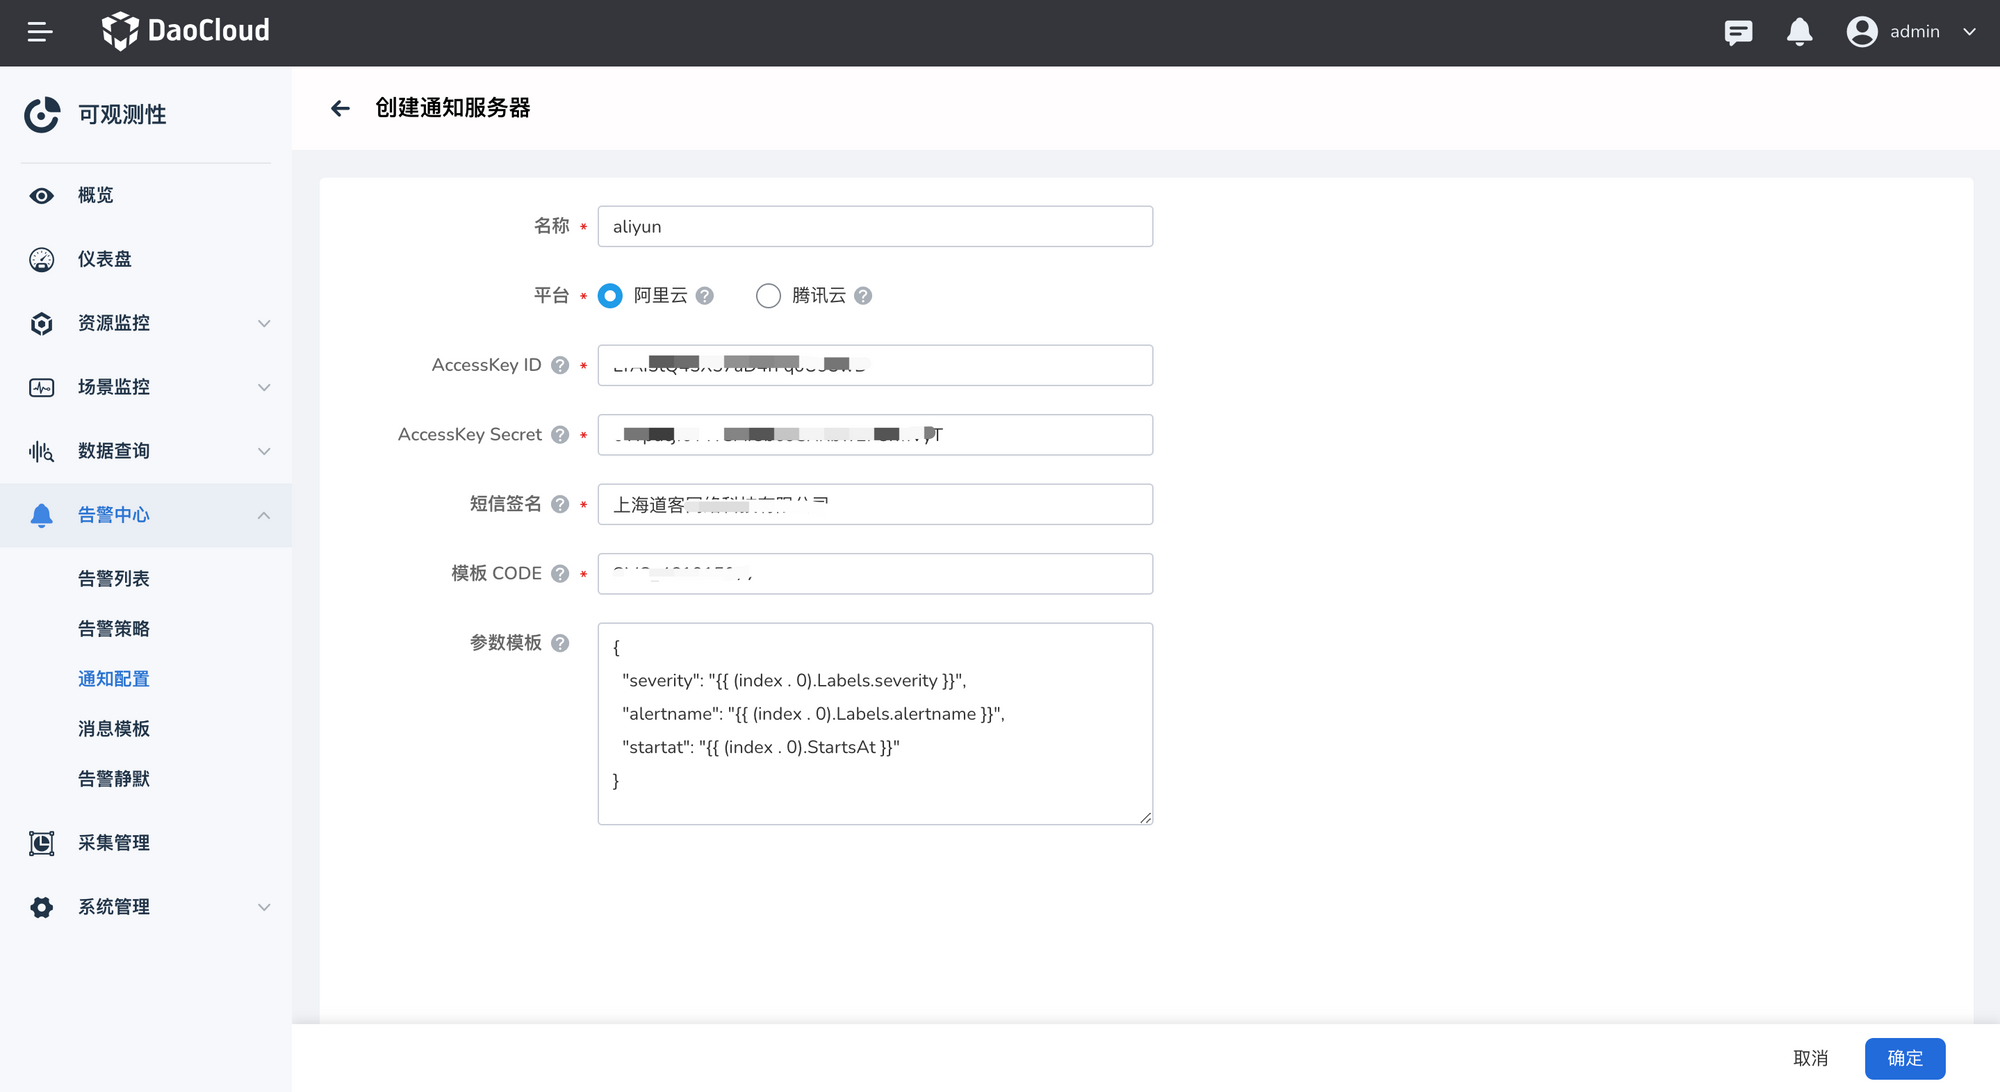 DaoCloud
admin
可观测性
创建通知服务器
概览
仪表盘
资源监控
场景监控
数据查询
告警中心
告警列表
告警策略
通知配置
消息模板
告警静默
采集管理
系统管理
名称 *
aliyun
平台 *
阿里云 ?
腾讯云 ?
AccessKey ID ? *
AccessKey Secret ? *
短信签名 ? *
上海道客
模板 CODE ? *
参数模板 ?
{
"severity": "{{ (index . 0).Labels.severity }}",
"alertname": "{{ (index . 0).Labels.alertname }}",
"startat": "{{ (index . 0).StartsAt }}"
}
取消
确定